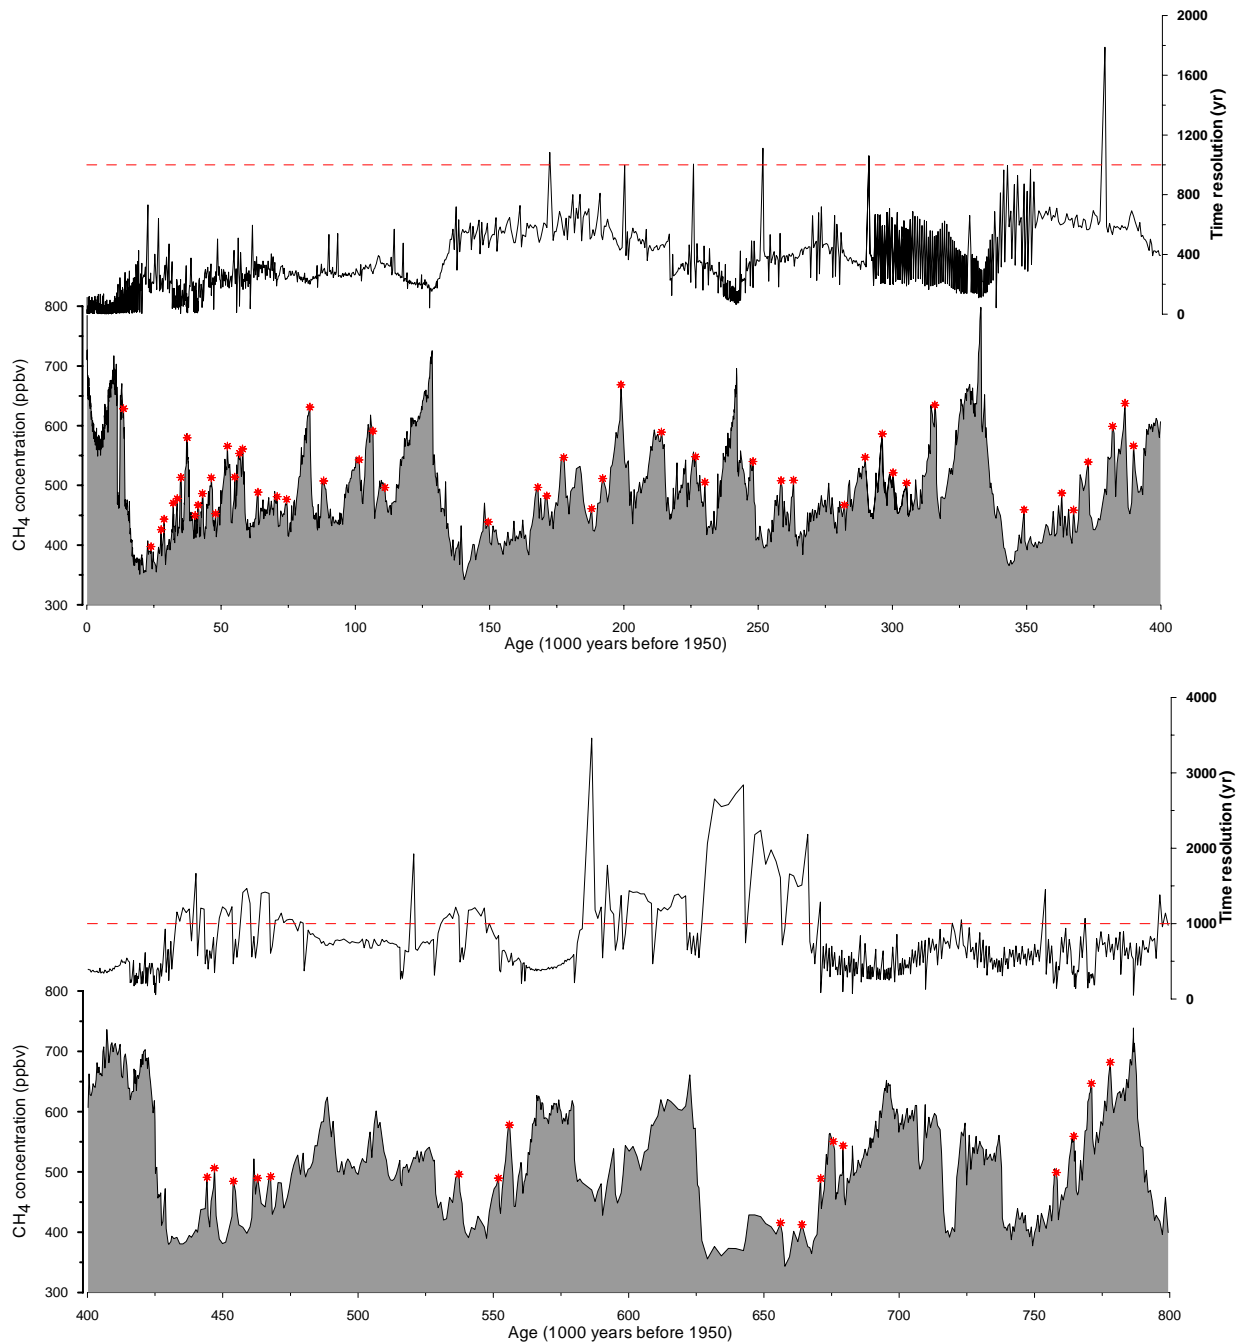 2000
1600
1200
800
400
0
Time resolution (yr)
800
700
600
500
400
300
CH4 concentration (ppbv)
0 50 100 150 200 250 300 350 400
Age (1000 years before 1950)
4000
3000
2000
1000
0
Time resolution (yr)
800
700
600
500
400
300
CH4 concentration (ppbv)
400 450 500 550 600 650 700 750 800
Age (1000 years before 1950)